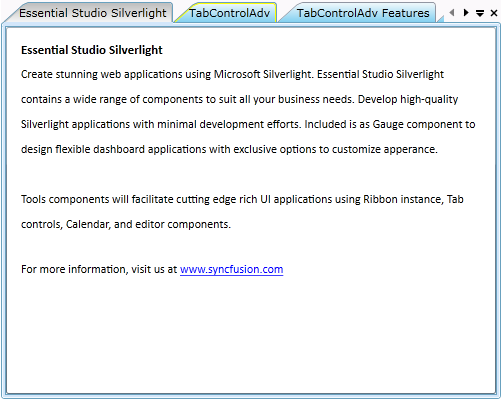 Essential Studio Silverlight TabControlAdv TabControlAdv Features
Essential Studio Silverlight
Create stunning web applications using Microsoft Silverlight. Essential Studio Silverlight
contains a wide range of components to suit all your business needs. Develop high-quality
Silverlight applications with minimal development efforts. Included is as Gauge component to
design flexible dashboard applications with exclusive options to customize apperance.
Tools components will facilitate cutting edge rich UI applications using Ribbon instance, Tab
controls, Calendar, and editor components.
For more information, visit us at www.syncfusion.com